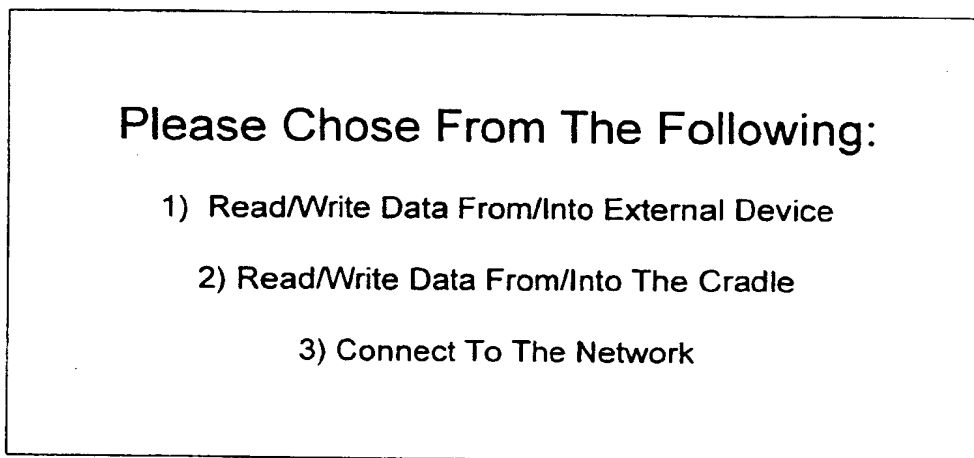 Please Chose From The Following:
1) Read/Write Data From/Into External Device
2) Read/Write Data From/Into The Cradle
3) Connect To The Network